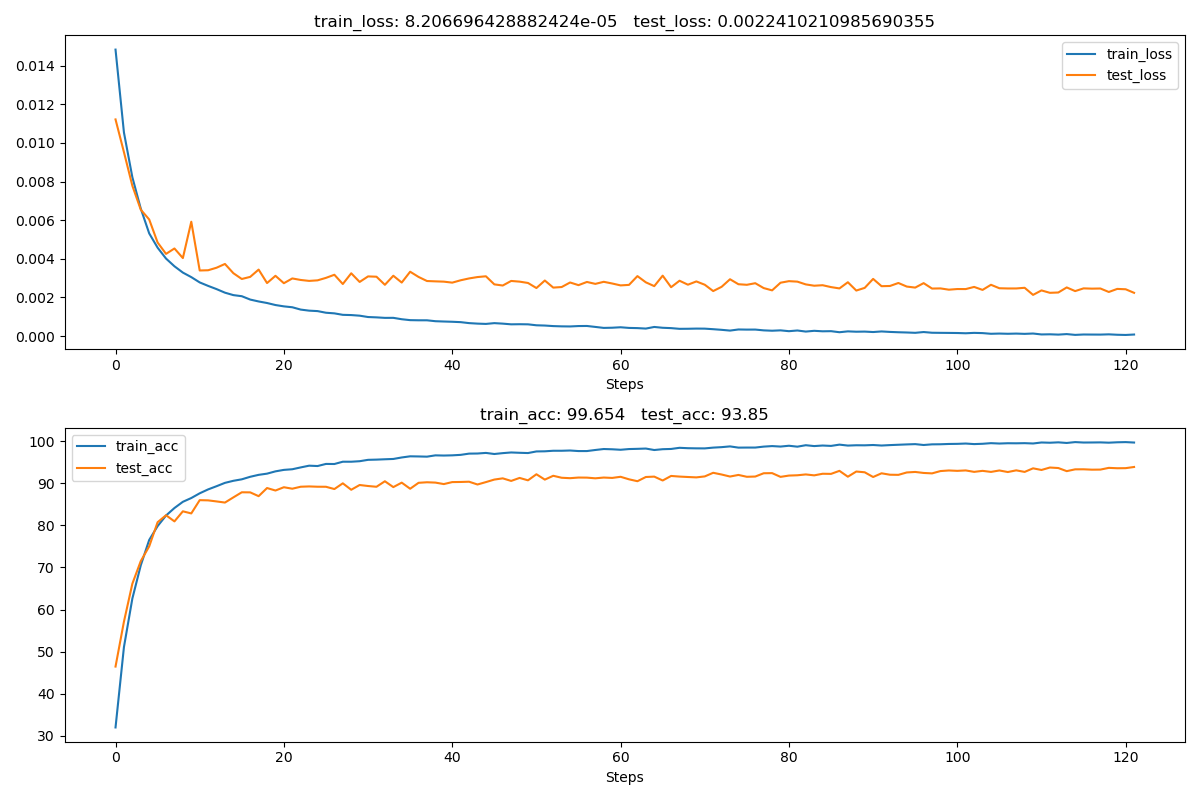 train_loss: 8.206696428882424e-05 test_loss: 0.0022410210985690355
0.014
0.012
0.010
0.008
0.006
0.004
0.002
0.000
train_loss
test_loss
0 20 40 60 80 100 120
Steps
train_acc: 99.654 test_acc: 93.85
100
90
80
70
60
50
40
30
train_acc
test_acc
0 20 40 60 80 100 120
Steps